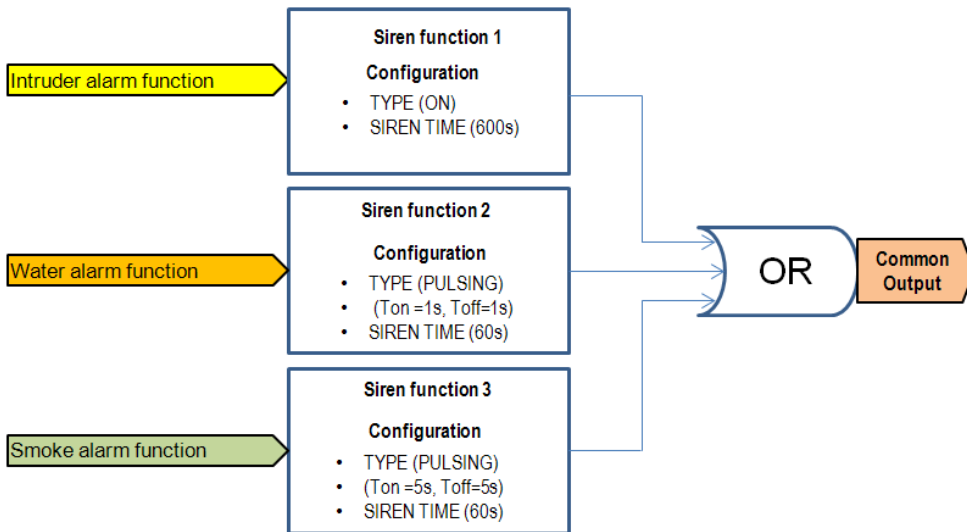 Intruder alarm function
Siren function 1
Configuration
• TYPE (ON)
• SIREN TIME (600s)
Water alarm function
Siren function 2
Configuration
• TYPE (PULSING)
• (Ton =1s, Toff=1s)
• SIREN TIME (60s)
Smoke alarm function
Siren function 3
Configuration
• TYPE (PULSING)
• (Ton =5s, Toff=5s)
• SIREN TIME (60s)
OR
Common
Output